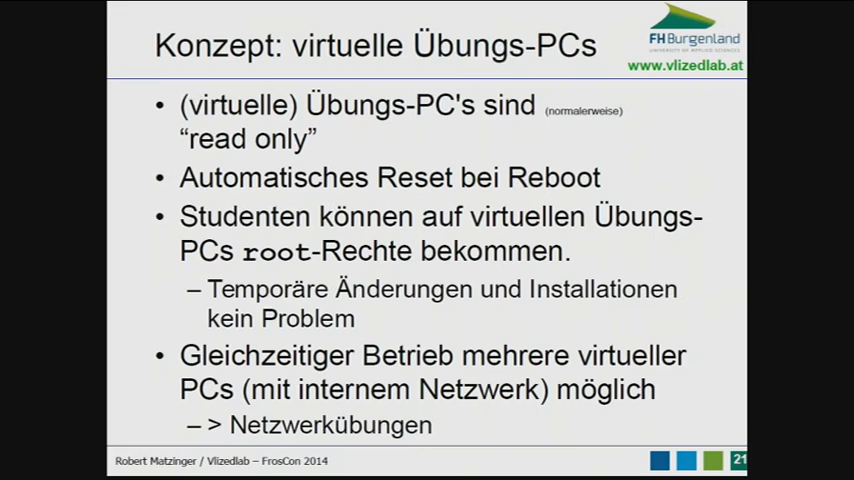 Konzept: virtuelle Übungs-PCs
FH Burgenland
UNIVERSITY OF APPLIED SCIENCES
www.vlizedlab.at
• (virtuelle) Übungs-PC's sind (normalerweise)
“read only”
• Automatisches Reset bei Reboot
• Studenten können auf virtuellen Übungs-
PCs root-Rechte bekommen.
– Temporäre Änderungen und Installationen
kein Problem
• Gleichzeitiger Betrieb mehrere virtueller
PCs (mit internem Netzwerk) möglich
– > Netzwerkübungen
Robert Matzinger / Vlizedlab – FrosCon 2014
21